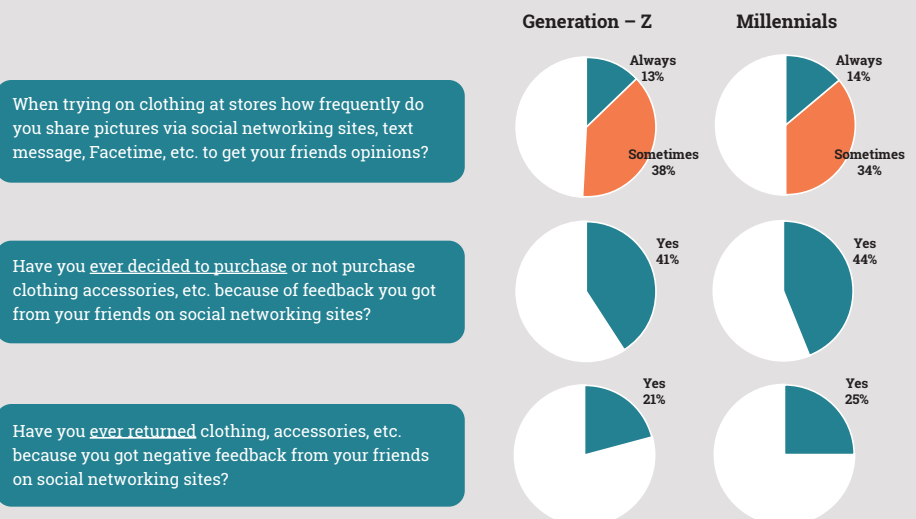 Generation – Z
Millennials
When trying on clothing at stores how frequently do
you share pictures via social networking sites, text
message, Facetime, etc. to get your friends opinions?
Always
13%
Sometimes
38%
Always
14%
Sometimes
34%
Have you ever decided to purchase or not purchase
clothing accessories, etc. because of feedback you got
from your friends on social networking sites?
Yes
41%
Yes
44%
Have you ever returned clothing, accessories, etc.
because you got negative feedback from your friends
on social networking sites?
Yes
21%
Yes
25%